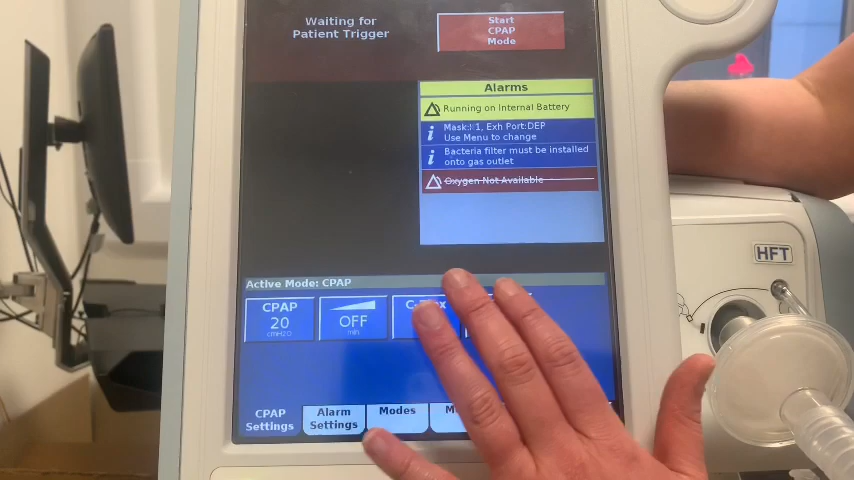 Waiting for
Patient Trigger
Start
CPAP
Mode
Alarms
Running on Internal Battery
Mask: 1, Exh Port:DEP
Use Menu to change
Bacteria filter must be installed
onto gas outlet
Oxygen Not Available
HFT
Active Mode: CPAP
CPAP
20
cmH2O
OFF
min
CPAP
Settings
Alarm
Settings
Modes